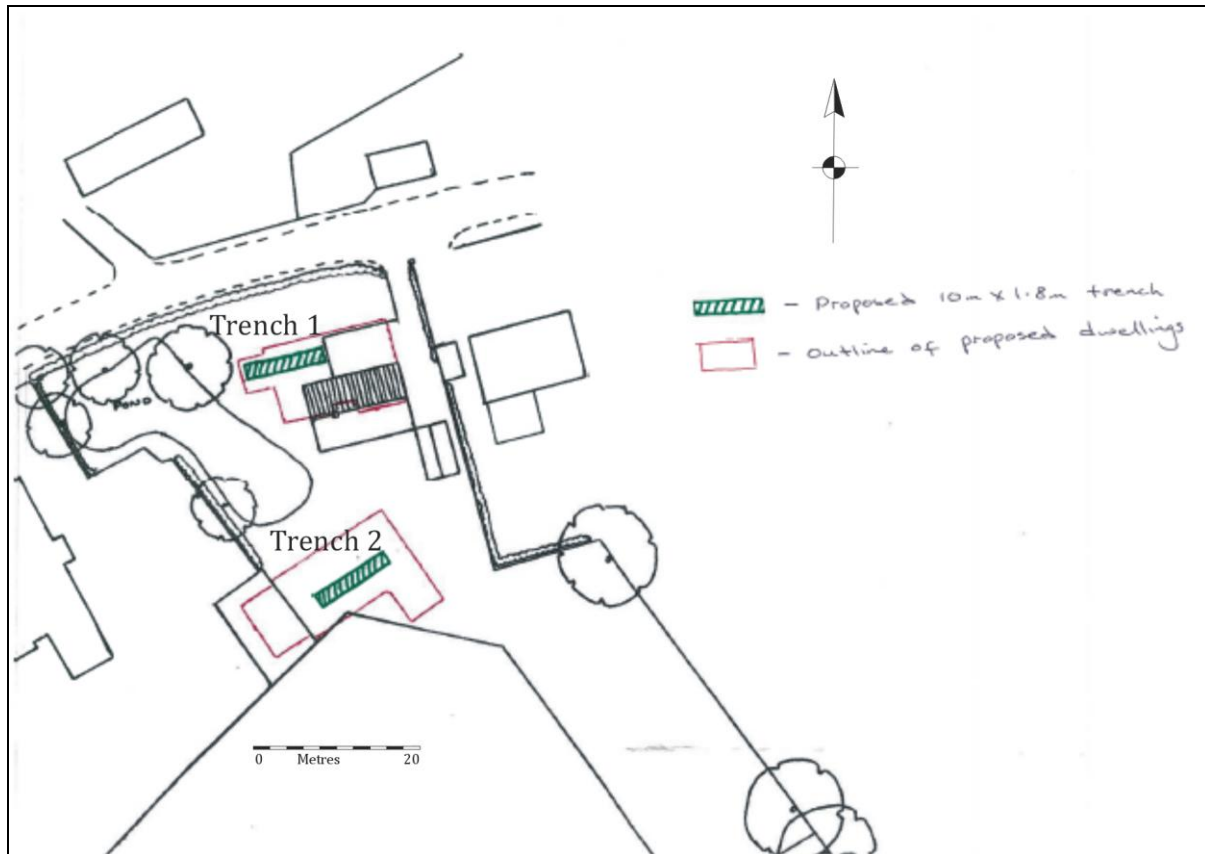 Trench 1
- Proposed 10m x 1.8m trench
- Outline of proposed dwellings
POND
Trench 2
0 Metres 20